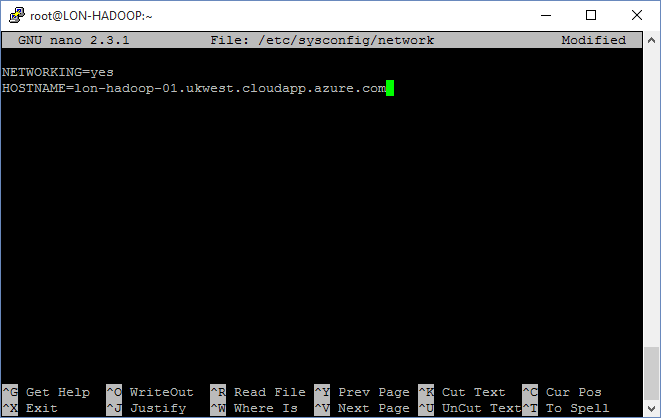 root@LON-HADOOP:~
GNU nano 2.3.1 File: /etc/sysconfig/network Modified
NETWORKING=yes
HOSTNAME=lon-hadoop-01.ukwest.cloudapp.azure.com
^G Get Help ^O WriteOut ^R Read File ^Y Prev Page ^K Cut Text ^C Cur Pos
^X Exit ^J Justify ^W Where Is ^V Next Page ^U UnCut Text ^T To Spell